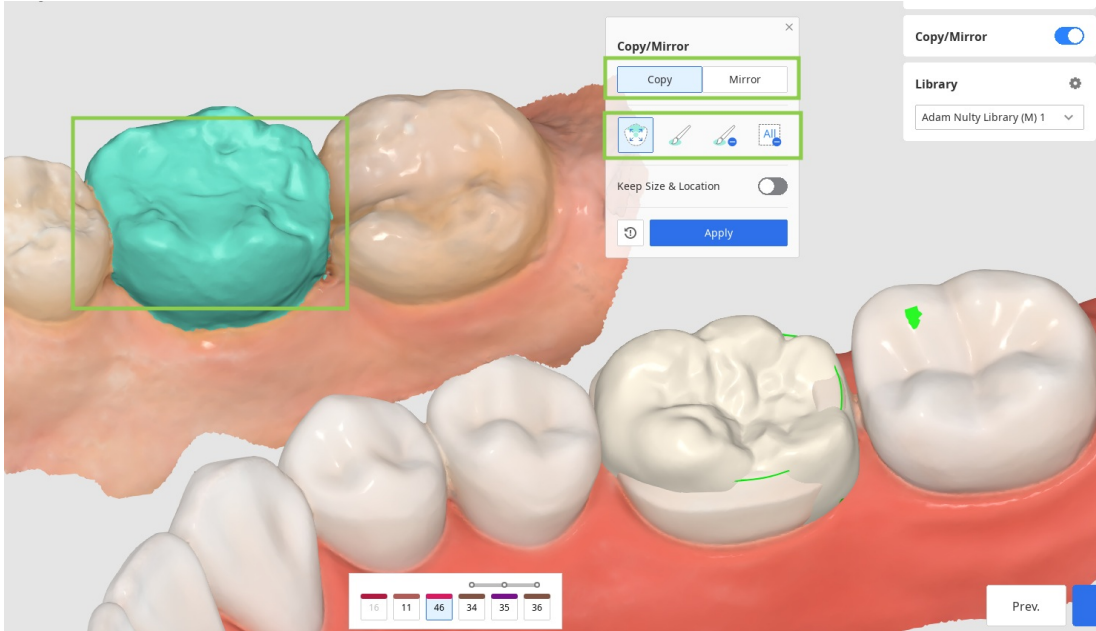 Copy/Mirror
Copy Mirror
All
Keep Size & Location
Apply
Copy/Mirror
Library
Adam Nulty Library (M) 1
16 11 46 34 35 36
Prev.